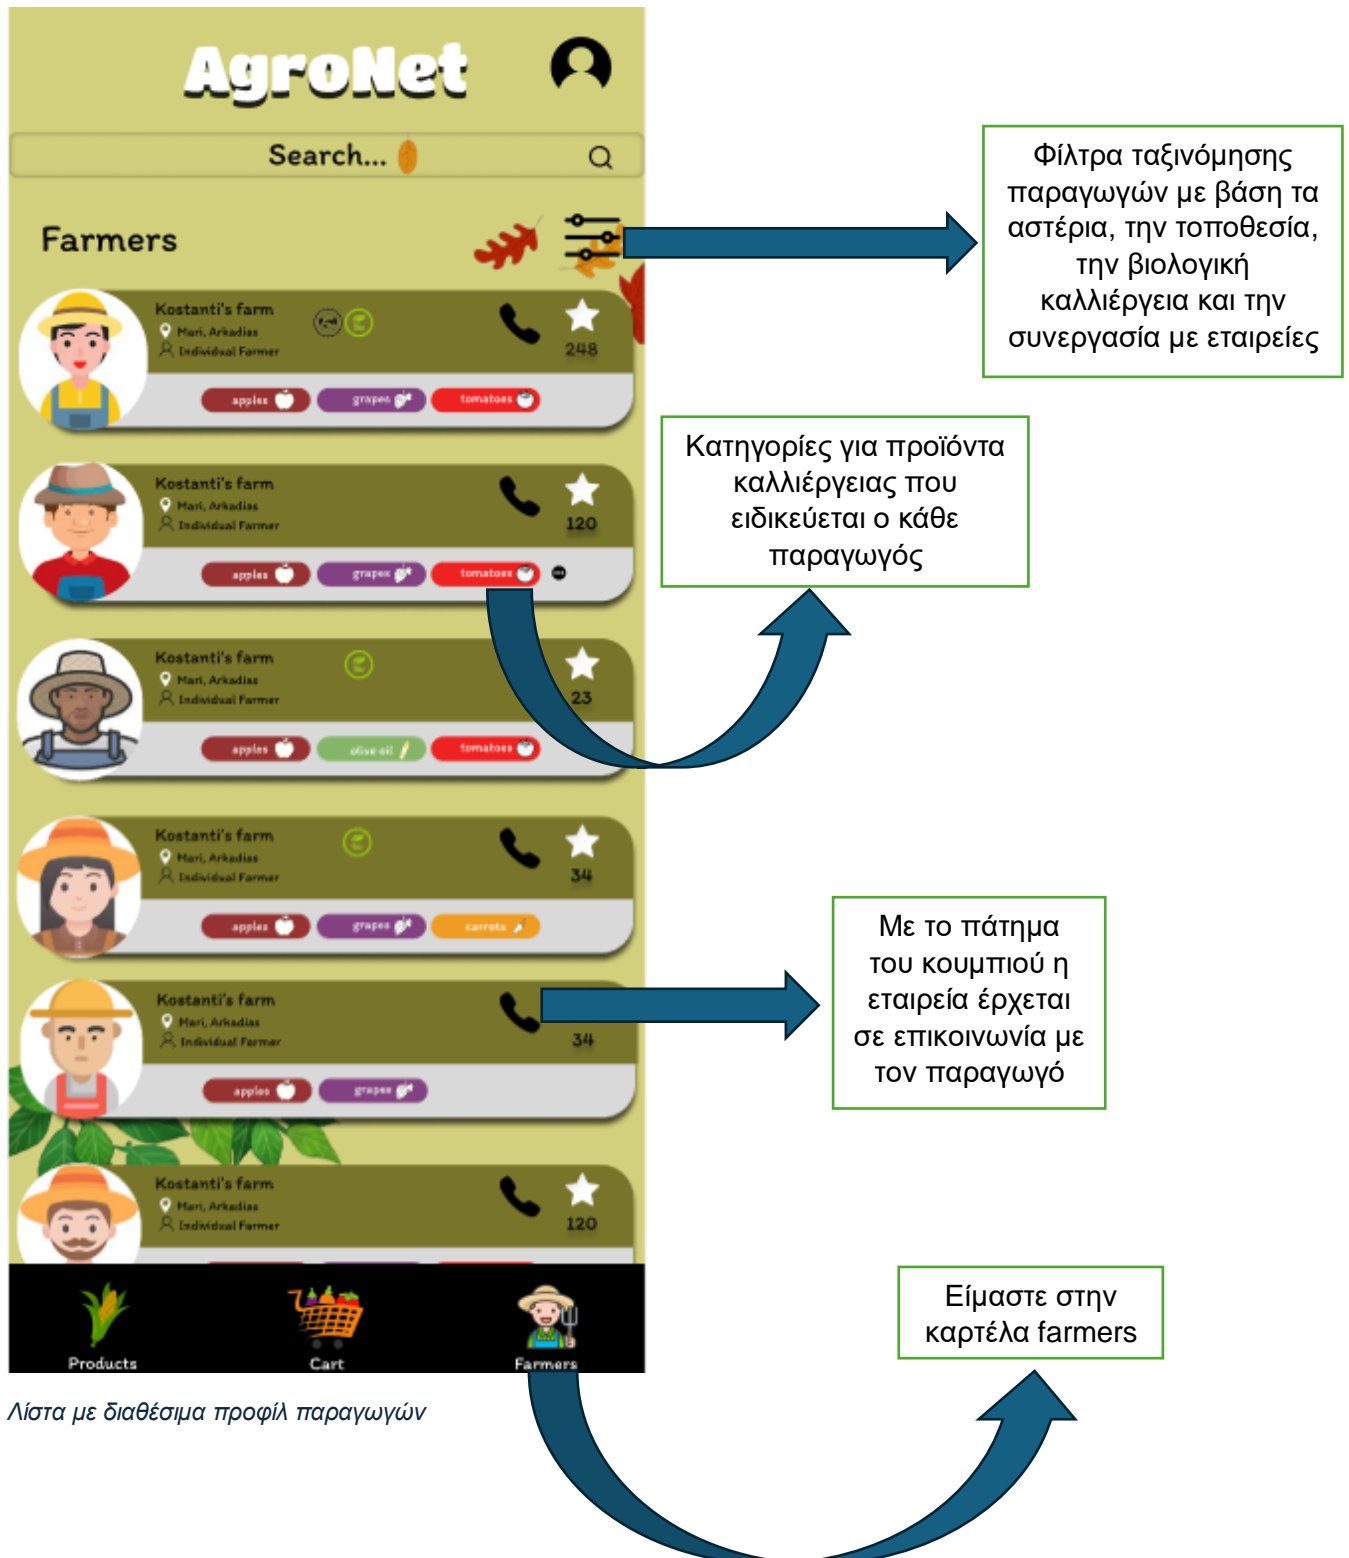 AgroNet
Search...
Farmers
Kostanti's farm
Mari, Arkadias
Individual Farmer
248
apples
grapes
tomatoes
Kostanti's farm
Mari, Arkadias
Individual Farmer
120
apples
grapes
tomatoes
Kostanti's farm
Mari, Arkadias
Individual Farmer
23
apples
olive oil
tomatoes
Kostanti's farm
Mari, Arkadias
Individual Farmer
34
apples
grapes
carrots
Kostanti's farm
Mari, Arkadias
Individual Farmer
34
apples
grapes
Kostanti's farm
Mari, Arkadias
Individual Farmer
120
Products
Cart
Farmers
Λίστα με διαθέσιμα προφίλ παραγωγών
Φίλτρα ταξινόμησης
παραγωγών με βάση τα
αστέρια, την τοποθεσία,
την βιολογική
καλλιέργεια και την
συνεργασία με εταιρείες
Κατηγορίες για προϊόντα
καλλιέργειας που
ειδικεύεται ο κάθε
παραγωγός
Με το πάτημα
του κουμπιού η
εταιρεία έρχεται
σε επικοινωνία με
τον παραγωγό
Είμαστε στην
καρτέλα farmers